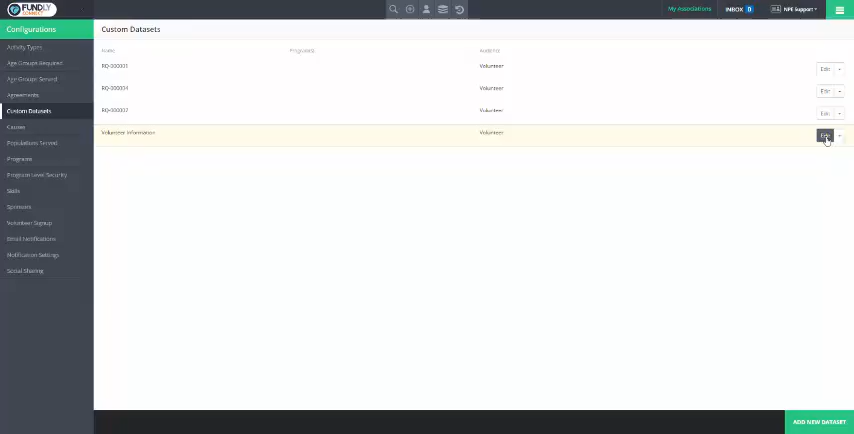 FUNDLY CONNECT
My Associations
INBOX 0
NPE Support
Configurations
Custom Datasets
Activity Types
Age Groups Required
Age Groups Served
Agreements
Custom Datasets
Causes
Populations Served
Programs
Program Level Security
Skills
Sponsors
Volunteer Signup
Email Notifications
Notification Settings
Social Sharing
Name Program(s) Audience
RQ-000001 Volunteer Edit
RQ-000004 Volunteer Edit
RQ-000007 Volunteer Edit
Volunteer Information Volunteer Edit
ADD NEW DATASET